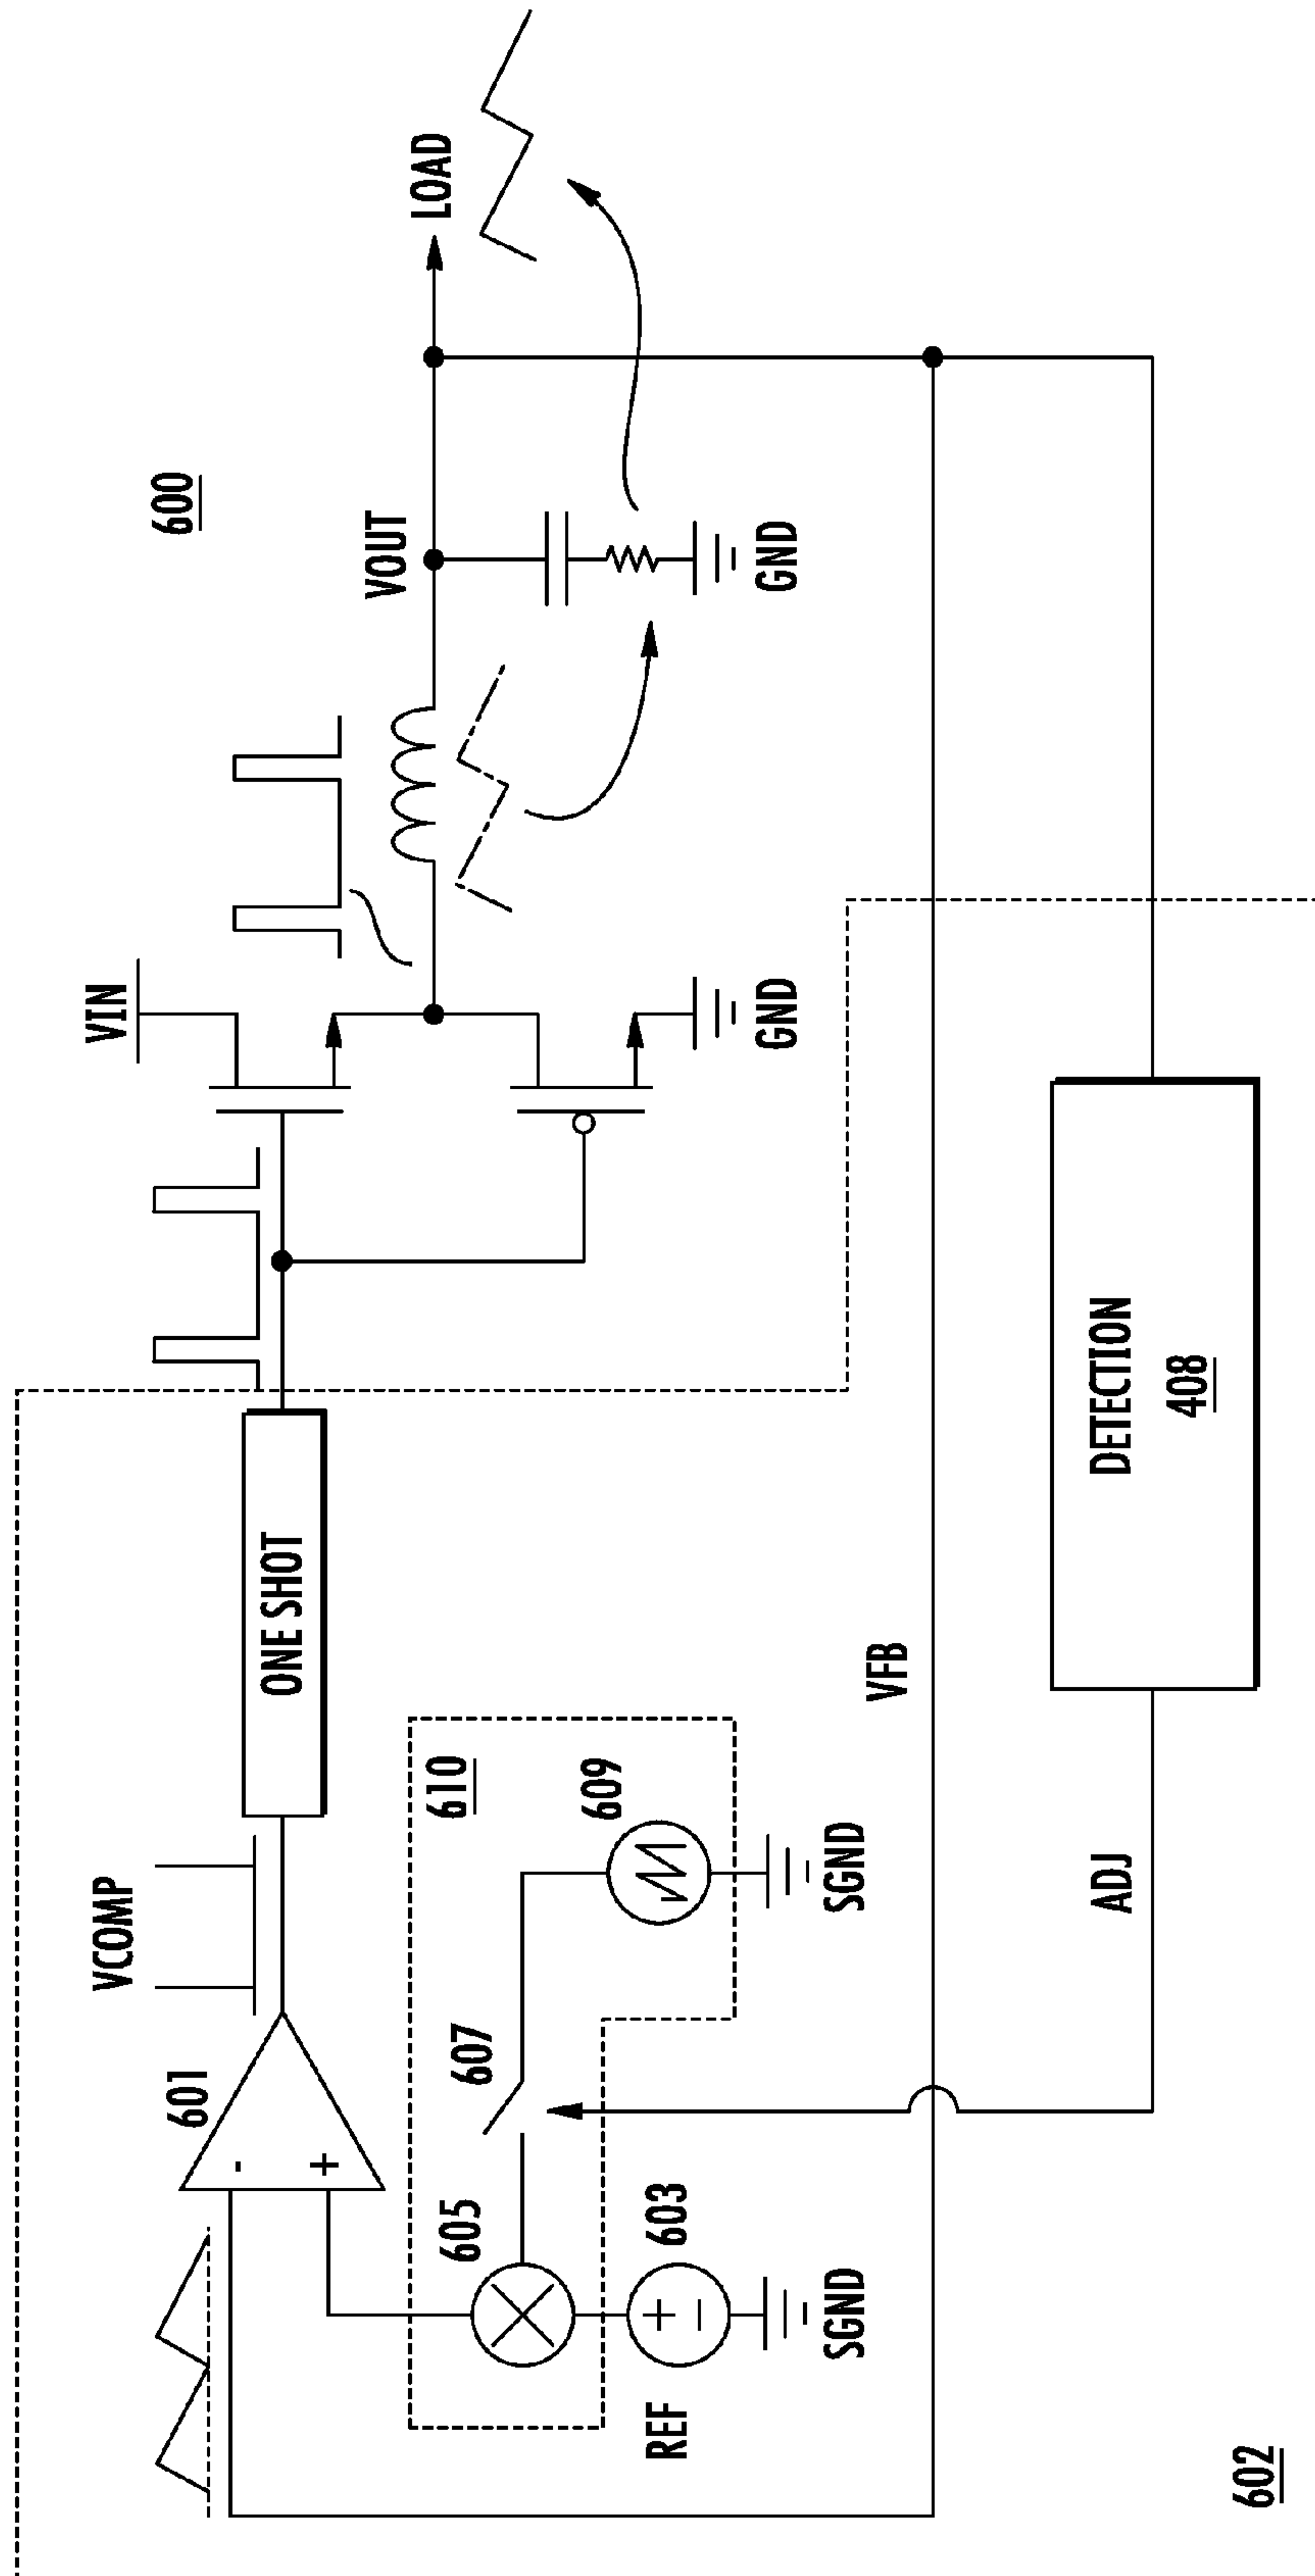 600
VIN
VOUT
LOAD
VCOMP
601
-
+
ONE SHOT
GND
GND
610
605
607
609
REF
603
SGND
SGND
VFB
ADJ
DETECTION
408
602